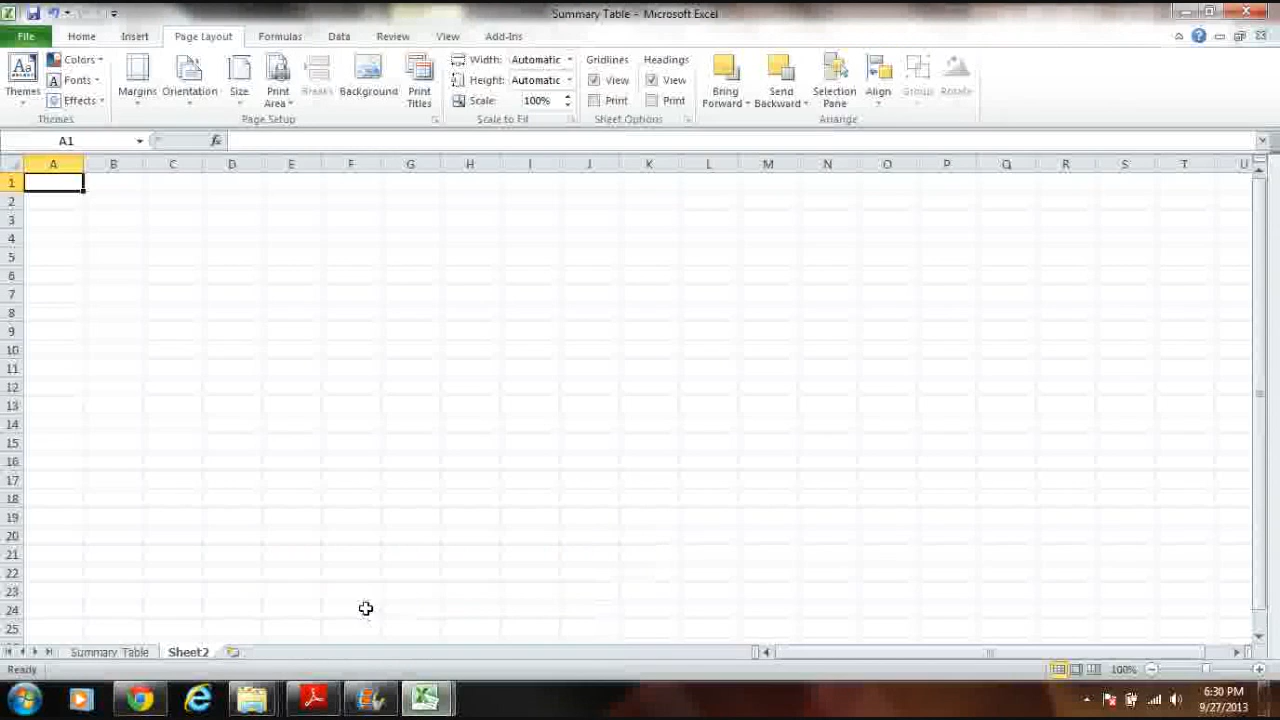 Summary Table - Microsoft Excel
File Home Insert Page Layout Formulas Data Review View Add-Ins
Themes
Colors
Fonts
Effects
Themes
Margins Orientation Size Print Area Breaks Background Print Titles
Page Setup
Width: Automatic
Height: Automatic
Scale: 100%
Scale to Fit
Gridlines Headings
View View
Print Print
Sheet Options
Bring Forward Send Backward Selection Pane Align Group Rotate
Arrange
A1 fx
A B C D E F G H I J K L M N O P Q R S T U
1
2
3
4
5
6
7
8
9
10
11
12
13
14
15
16
17
18
19
20
21
22
23
24
25
Summary Table Sheet2
Ready 100%
6:30 PM
9/27/2013